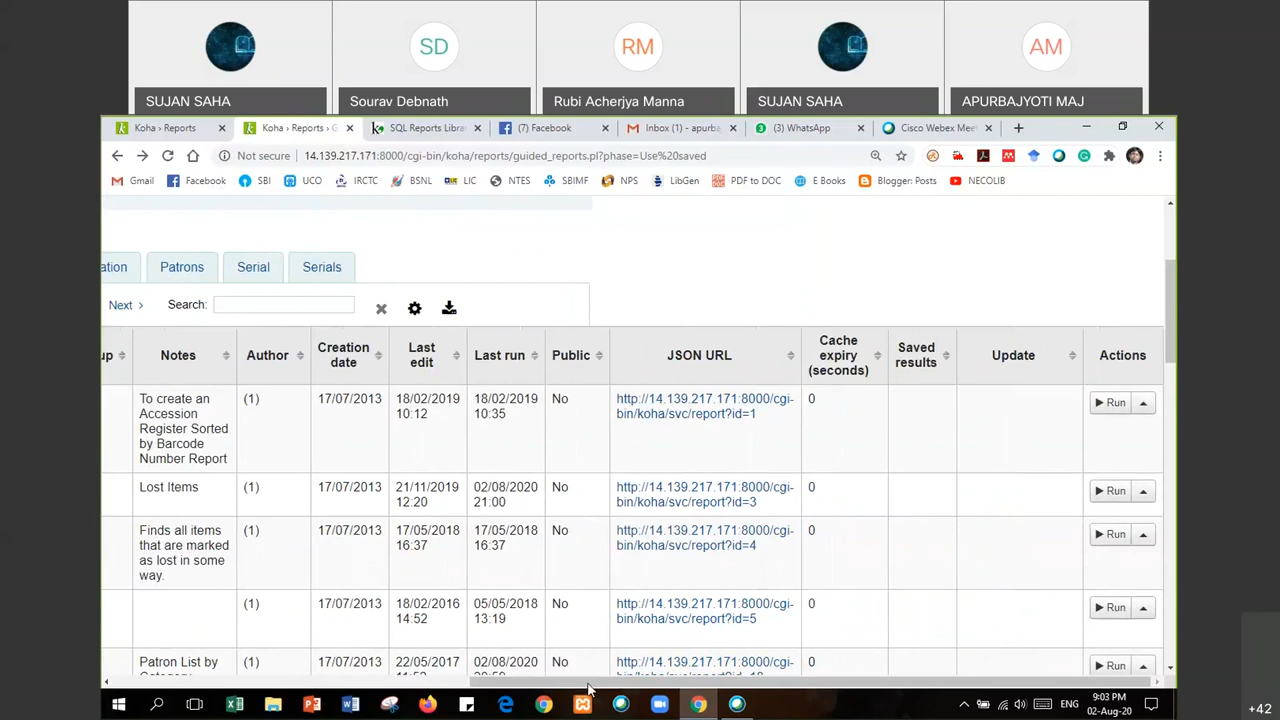 SD
RM
AM
SUJAN SAHA
Sourav Debnath
Rubi Acherjya Manna
SUJAN SAHA
APURBAJYOTI MAJ
Koha › Reports
Koha › Reports › G
SQL Reports Libra
(7) Facebook
Inbox (1) - apurba
(3) WhatsApp
Cisco Webex Mee
Not secure
14.139.217.171:8000/cgi-bin/koha/reports/guided_reports.pl?phase=Use%20saved
Gmail
Facebook
SBI
UCO
IRCTC
BSNL
LIC
NTES
SBIMF
NPS
LibGen
PDF to DOC
E Books
Blogger: Posts
NECOLIB
ation
Patrons
Serial
Serials
Next ›
Search:
up
Notes
Author
Creation
date
Last
edit
Last run
Public
JSON URL
Cache
expiry
(seconds)
Saved
results
Update
Actions
To create an
Accession
Register Sorted
by Barcode
Number Report
(1)
17/07/2013
18/02/2019
10:12
18/02/2019
10:35
No
http://14.139.217.171:8000/cgi-
bin/koha/svc/report?id=1
0
Run
Lost Items
(1)
17/07/2013
21/11/2019
12:20
02/08/2020
21:00
No
http://14.139.217.171:8000/cgi-
bin/koha/svc/report?id=3
0
Run
Finds all items
that are marked
as lost in some
way.
(1)
17/07/2013
17/05/2018
16:37
17/05/2018
16:37
No
http://14.139.217.171:8000/cgi-
bin/koha/svc/report?id=4
0
Run
(1)
17/07/2013
18/02/2016
14:52
05/05/2018
13:19
No
http://14.139.217.171:8000/cgi-
bin/koha/svc/report?id=5
0
Run
Patron List by
(1)
17/07/2013
22/05/2017
02/08/2020
No
http://14.139.217.171:8000/cgi-
0
Run
ENG
9:03 PM
02-Aug-20
+42